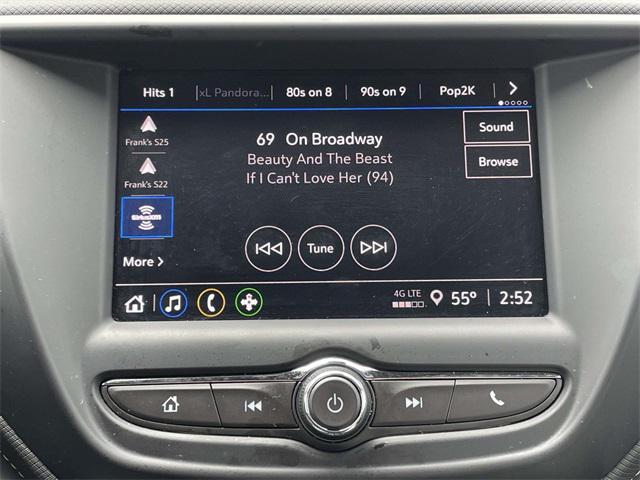 Hits 1 | xL Pandora... | 80s on 8 | 90s on 9 | Pop2K
Frank's S25
Frank's S22
SiriusXM
More >
69 On Broadway
Beauty And The Beast
If I Can't Love Her (94)
Tune
Sound
Browse
4G LTE
55°
2:52